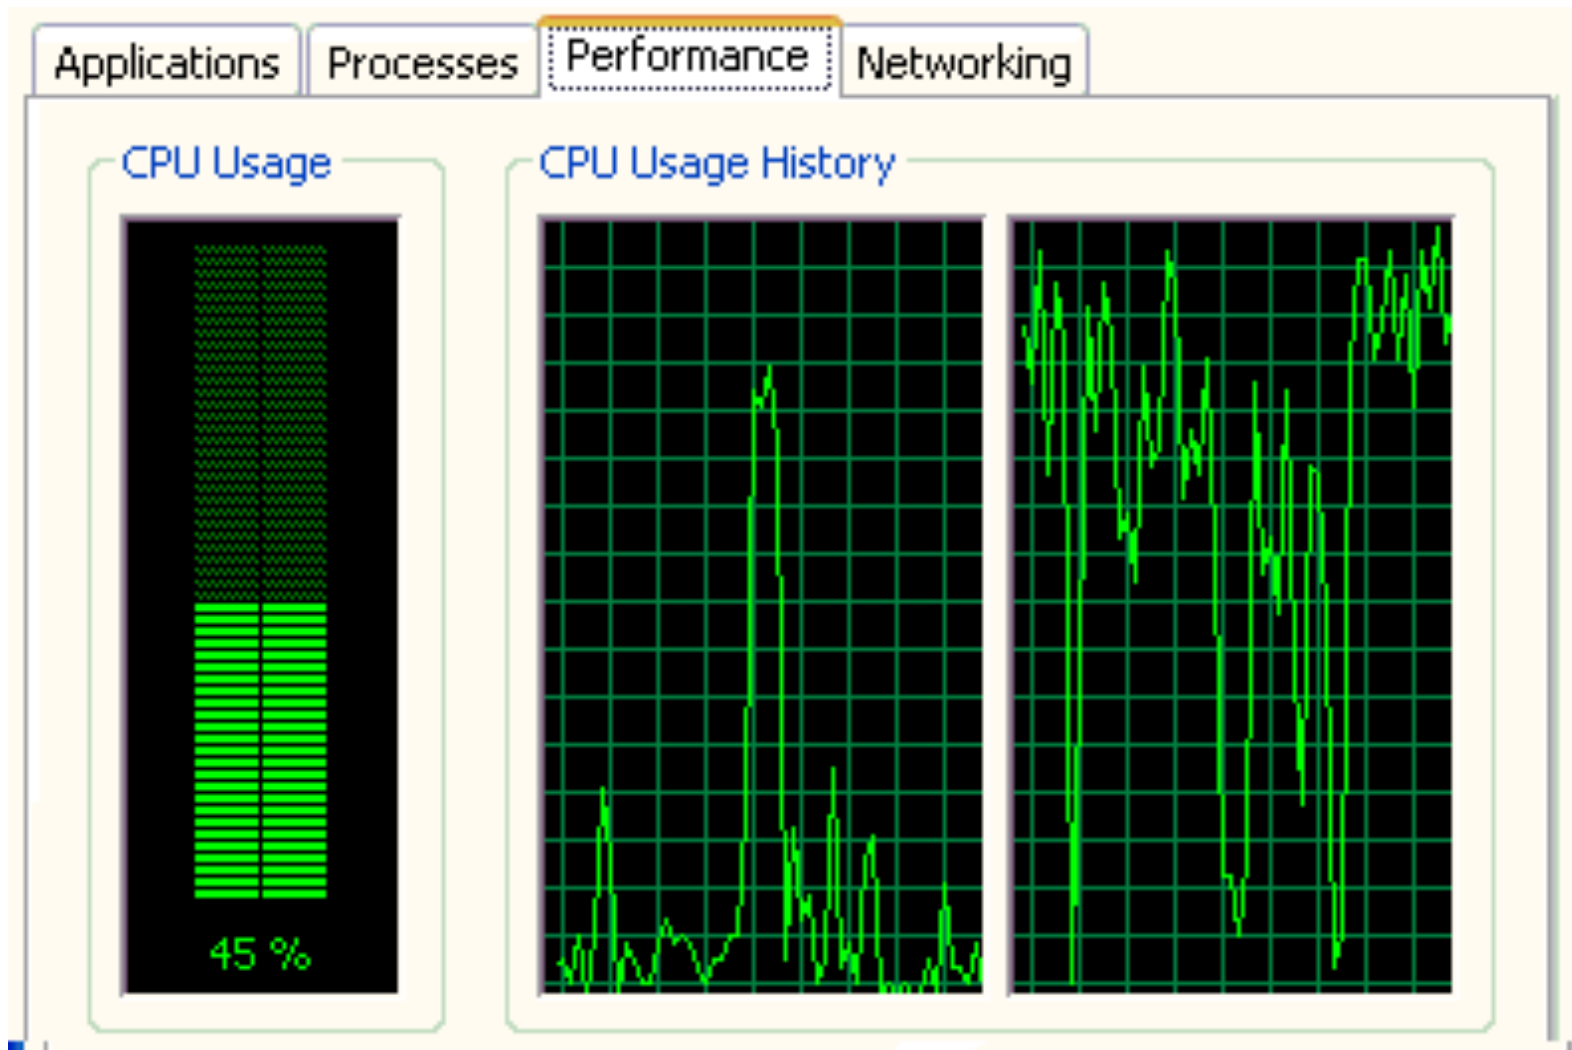 Applications Processes Performance Networking
CPU Usage CPU Usage History
45 %